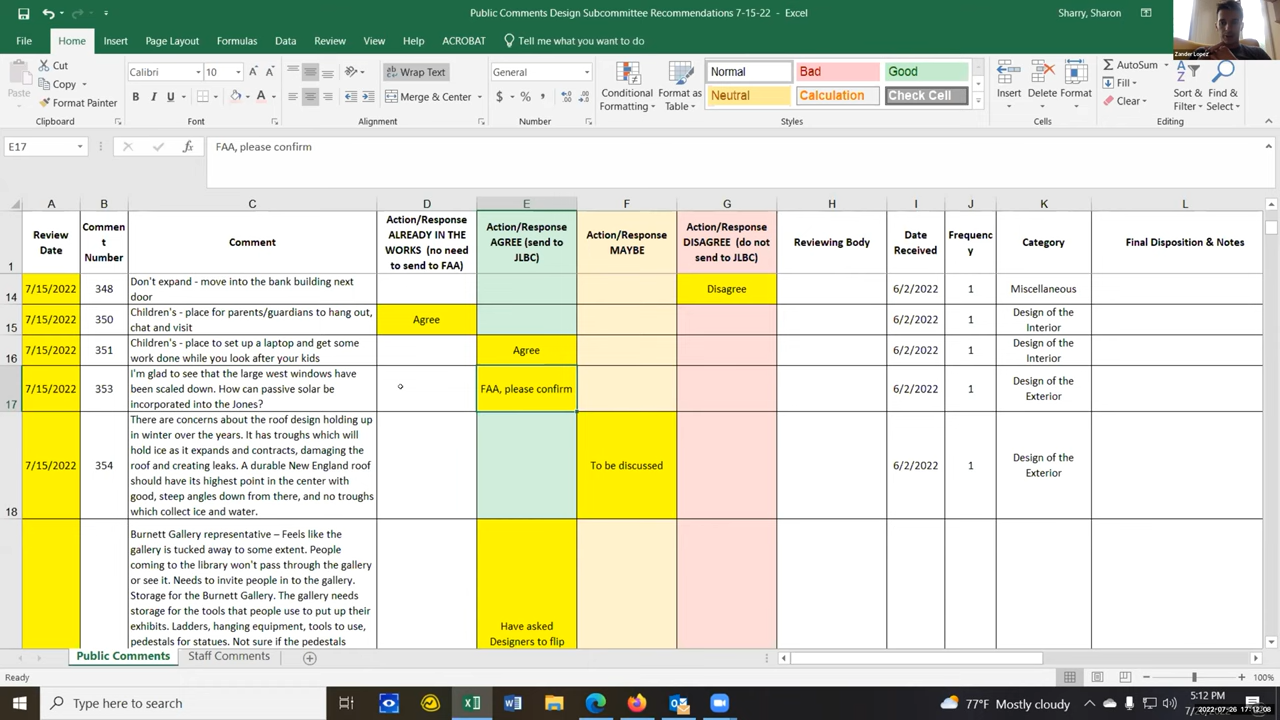 Public Comments Design Subcommittee Recommendations 7-15-22 - Excel
Sharry, Sharon
Zander Lopez
File Home Insert Page Layout Formulas Data Review View Help ACROBAT Tell me what you want to do
Paste
Cut
Copy
Format Painter
Clipboard
Calibri 10
B I U
Font
Wrap Text
Merge & Center
Alignment
General
$ % ,
Number
Conditional Formatting
Format as Table
Normal Bad Good
Neutral Calculation Check Cell
Styles
Insert Delete Format
Cells
AutoSum
Fill
Clear
Sort & Filter
Find & Select
Editing
E17
fx
FAA, please confirm
A B C D E F G H I J K L
1
Review Date
Commen
t
Number
Comment
Action/Response
ALREADY IN THE
WORKS (no need
to send to FAA)
Action/Response
AGREE (send to
JLBC)
Action/Response
MAYBE
Action/Response
DISAGREE (do not
send to JLBC)
Reviewing Body
Date
Received
Frequenc
y
Category
Final Disposition & Notes
14
7/15/2022
348
Don't expand - move into the bank building next
door
Disagree
6/2/2022
1
Miscellaneous
15
7/15/2022
350
Children's - place for parents/guardians to hang out,
chat and visit
Agree
6/2/2022
1
Design of the
Interior
16
7/15/2022
351
Children's - place to set up a laptop and get some
work done while you look after your kids
Agree
6/2/2022
1
Design of the
Interior
17
7/15/2022
353
I'm glad to see that the large west windows have
been scaled down. How can passive solar be
incorporated into the Jones?
FAA, please confirm
6/2/2022
1
Design of the
Exterior
18
7/15/2022
354
There are concerns about the roof design holding up
in winter over the years. It has troughs which will
hold ice as it expands and contracts, damaging the
roof and creating leaks. A durable New England roof
should have its highest point in the center with
good, steep angles down from there, and no troughs
which collect ice and water.
To be discussed
6/2/2022
1
Design of the
Exterior
Burnett Gallery representative – Feels like the
gallery is tucked away to some extent. People
coming to the library won't pass through the gallery
or see it. Needs to invite people in to the gallery.
Storage for the Burnett Gallery. The gallery needs
storage for the tools that people use to put up their
exhibits. Ladders, hanging equipment, tools to use,
pedestals for statues. Not sure if the pedestals
Have asked
Designers to flip
Public Comments Staff Comments
Ready
100%
Type here to search
77°F Mostly cloudy
5:12 PM
2022-07-26 17:12:08